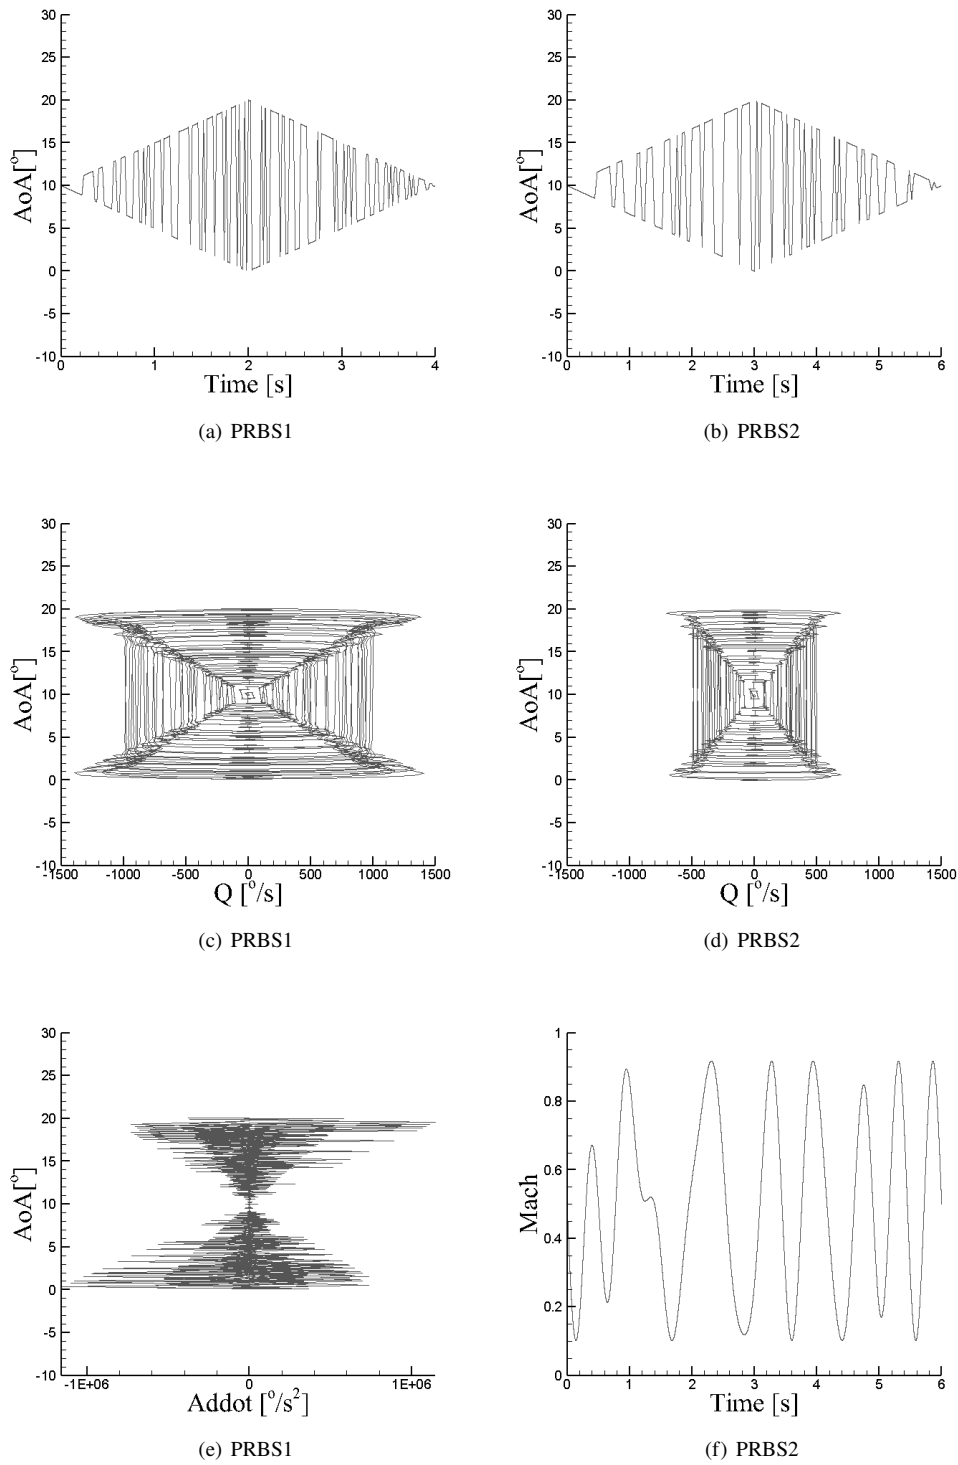 30
25
20
15
10
5
0
-5
-10
AoA[°]
0 1 2 3 4
Time [s]
(a) PRBS1
30
25
20
15
10
5
0
-5
-10
AoA[°]
0 1 2 3 4 5 6
Time [s]
(b) PRBS2
30
25
20
15
10
5
0
-5
-10
AoA[°]
-1500 -1000 -500 0 500 1000 1500
Q [°/s]
(c) PRBS1
30
25
20
15
10
5
0
-5
-10
AoA[°]
-1500 -1000 -500 0 500 1000 1500
Q [°/s]
(d) PRBS2
30
25
20
15
10
5
0
-5
-10
AoA[°]
-1E+06 0 1E+06
Addot [°/s²]
(e) PRBS1
1
0.8
0.6
0.4
0.2
0
Mach
0 1 2 3 4 5 6
Time [s]
(f) PRBS2